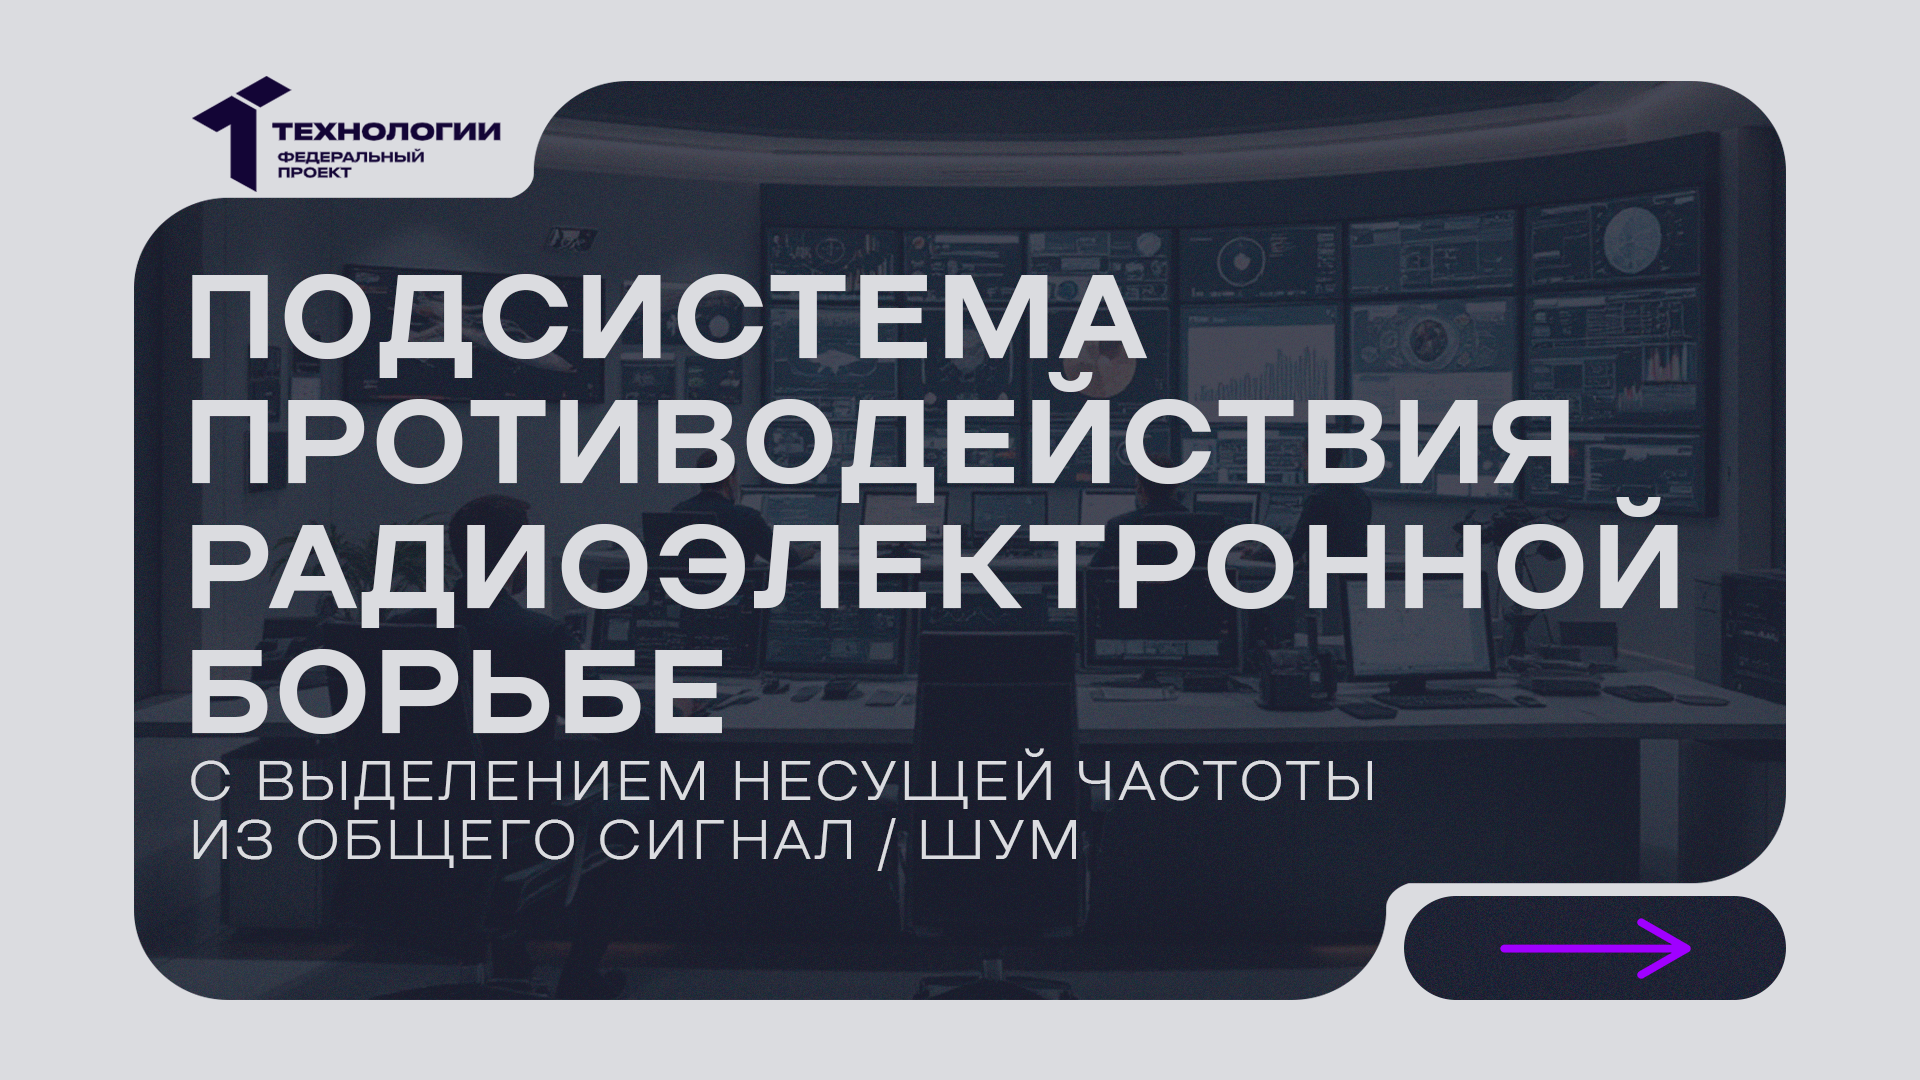 ТЕХНОЛОГИИ
ФЕДЕРАЛЬНЫЙ
ПРОЕКТ
ПОДСИСТЕМА
ПРОТИВОДЕЙСТВИЯ
РАДИОЭЛЕКТРОННОЙ
БОРЬБЕ
С ВЫДЕЛЕНИЕМ НЕСУЩЕЙ ЧАСТОТЫ
ИЗ ОБЩЕГО СИГНАЛ / ШУМ